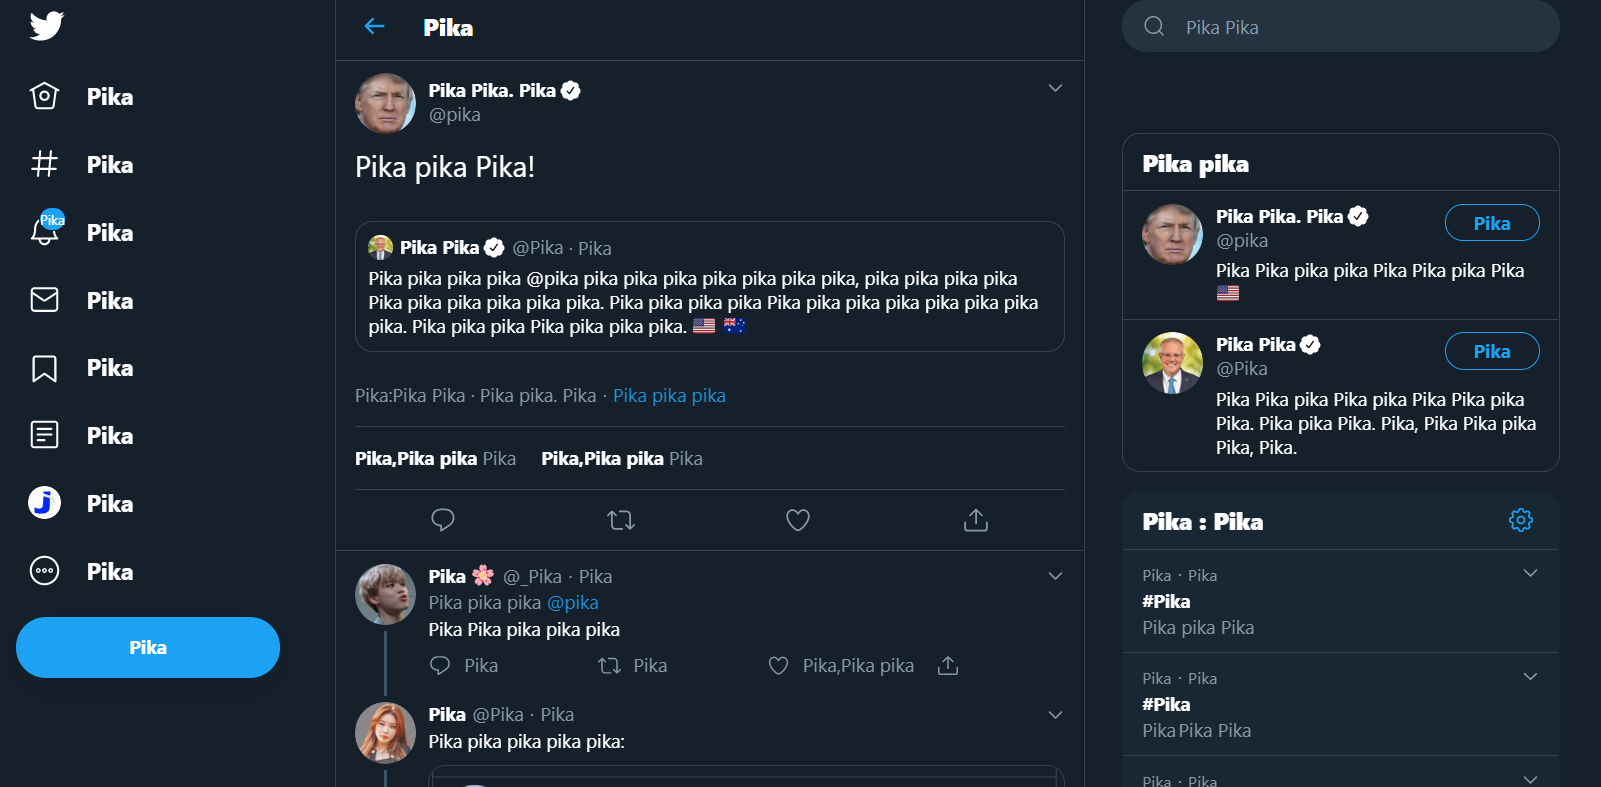 Pika
Pika
Pika
Pika
Pika
Pika
Pika
Pika
Pika
Pika
Pika
Pika Pika. Pika
@pika
Pika pika Pika!
Pika Pika @Pika · Pika
Pika pika pika pika @pika pika pika pika pika pika pika pika, pika pika pika pika
Pika pika pika pika pika pika. Pika pika pika pika Pika pika pika pika pika pika pika
pika. Pika pika pika Pika pika pika pika. 🇺🇸 🇦🇺
Pika:Pika Pika · Pika pika. Pika · Pika pika pika
Pika,Pika pika Pika Pika,Pika pika Pika
Pika 🌸 @_Pika · Pika
Pika pika pika @pika
Pika Pika pika pika pika
Pika Pika Pika,Pika pika
Pika @Pika · Pika
Pika pika pika pika pika:
Pika Pika
Pika pika
Pika Pika. Pika
@pika
Pika
Pika Pika pika pika Pika Pika pika Pika
🇺🇸
Pika Pika
@Pika
Pika
Pika Pika pika Pika pika Pika Pika pika
Pika. Pika pika Pika. Pika, Pika Pika pika
Pika, Pika.
Pika : Pika
Pika · Pika
#Pika
Pika pika Pika
Pika · Pika
#Pika
Pika Pika Pika
Pika · Pika